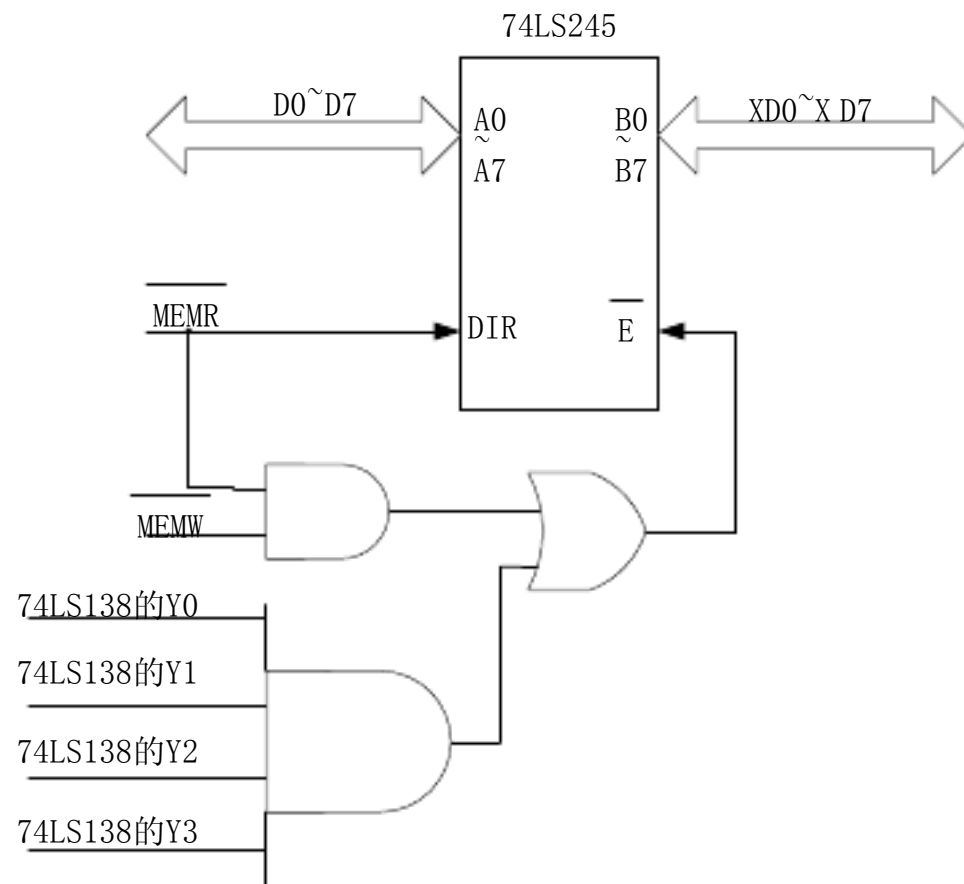 74LS245
D0~D7
XD0~X D7
A0
~
A7
B0
~
B7
MEMR
DIR
E
MEMW
74LS138的Y0
74LS138的Y1
74LS138的Y2
74LS138的Y3